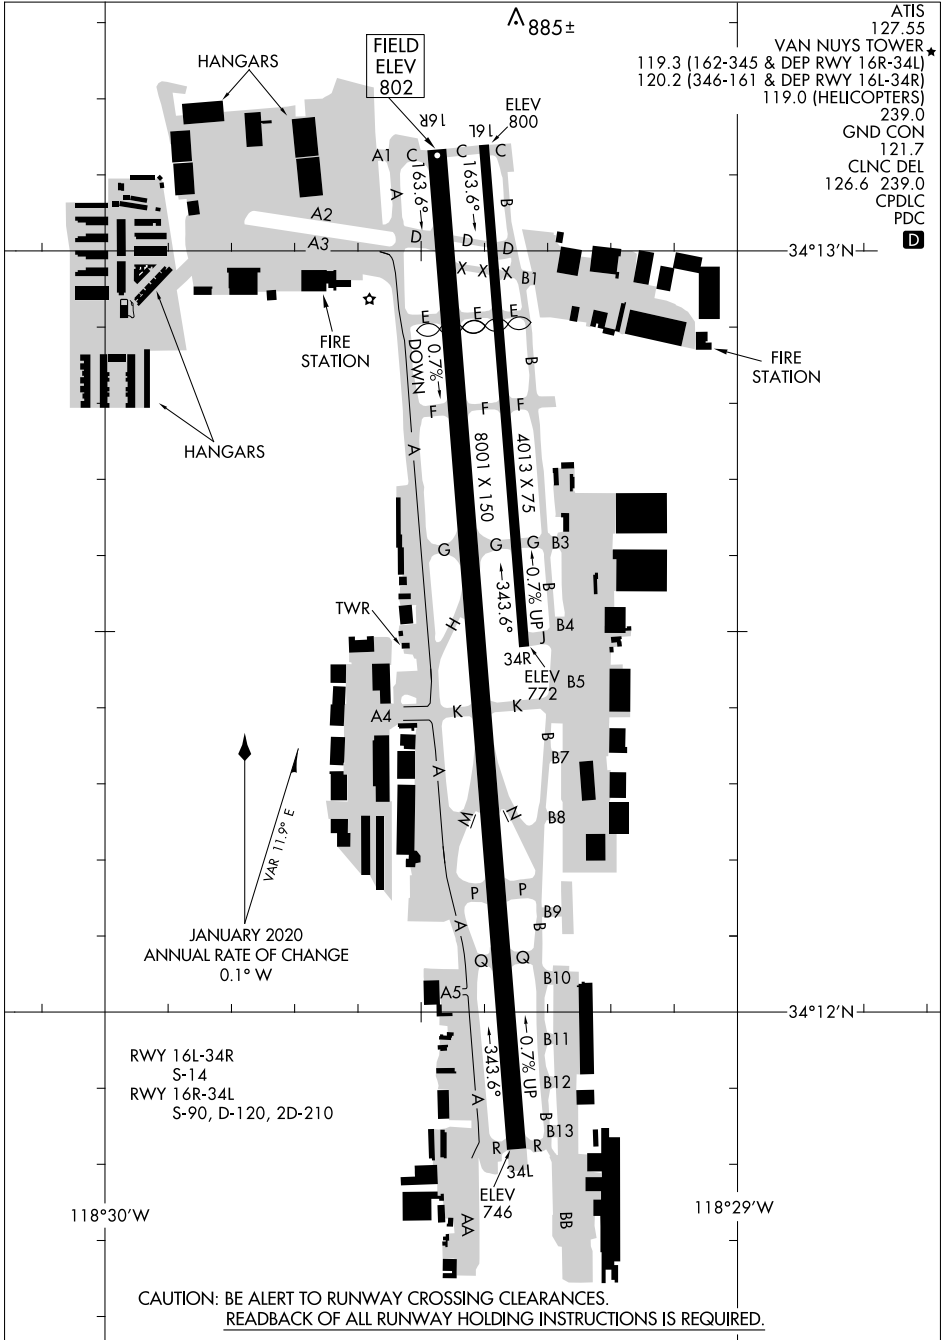 885±
ATIS
127.55
VAN NUYS TOWER
119.3 (162-345 & DEP RWY 16R-34L)
120.2 (346-161 & DEP RWY 16L-34R)
119.0 (HELICOPTERS)
239.0
GND CON
121.7
CLNC DEL
126.6 239.0
CPDLC
PDC
D
HANGARS
FIELD
ELEV
802
ELEV
800
16R
16L
A1
C
C
C
163.6°
163.6°
A
B
A2
A3
D
D
D
34°13'N
X
X
X
B1
E
E
E
FIRE
STATION
FIRE
STATION
0.7%
DOWN
B
F
F
F
HANGARS
A
8001 X 150
4013 X 75
G
G
G
B3
343.6°
0.7% UP
B
TWR
H
B4
34R
ELEV
772
B5
A4
K
K
B
B7
A
VAR 11.9° E
M
N
B8
P
P
B9
A
B
JANUARY 2020
ANNUAL RATE OF CHANGE
0.1° W
Q
Q
B10
A5
34°12'N
343.6°
0.7% UP
B11
RWY 16L-34R
S-14
RWY 16R-34L
S-90, D-120, 2D-210
B12
A
B
B13
R
R
34L
ELEV
746
118°30'W
118°29'W
AA
BB
CAUTION: BE ALERT TO RUNWAY CROSSING CLEARANCES.
READBACK OF ALL RUNWAY HOLDING INSTRUCTIONS IS REQUIRED.